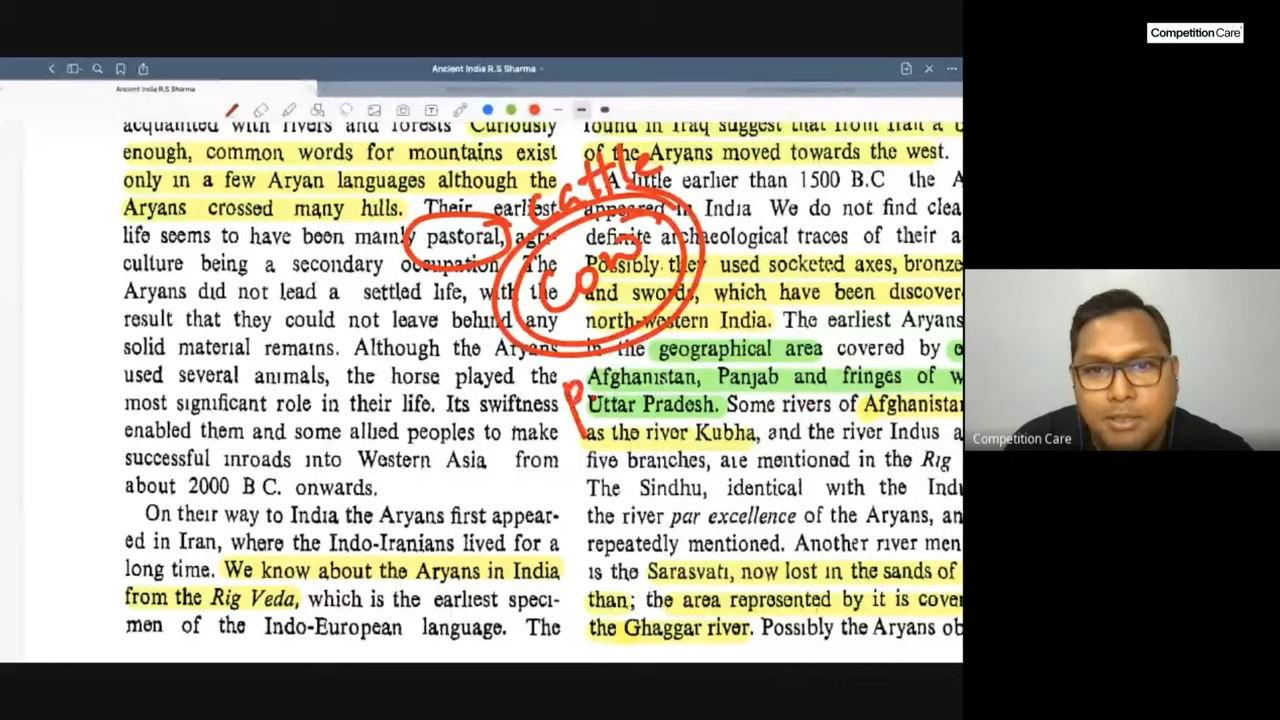 CompetitionCare
Ancient India R.S Sharma
Ancient India R.S Sharma
acquainted with rivers and forests Curiously
enough, common words for mountains exist
only in a few Aryan languages although the
Aryans crossed many hills. Their earliest
life seems to have been mainly pastoral, agri-
culture being a secondary occupation. The
Aryans did not lead a settled life, with the
result that they could not leave behind any
solid material remains. Although the Aryans
used several animals, the horse played the
most significant role in their life. Its swiftness
enabled them and some allied peoples to make
successful inroads into Western Asia from
about 2000 B C. onwards.
On their way to India the Aryans first appear-
ed in Iran, where the Indo-Iranians lived for a
long time. We know about the Aryans in India
from the Rig Veda, which is the earliest speci-
men of the Indo-European language. The
cattle
cow
P
found in Iraq suggest that from Iran a
of the Aryans moved towards the west.
A little earlier than 1500 B.C the A
appeared in India We do not find clea
definite archaeological traces of their a
Possibly they used socketed axes, bronze
and swords, which have been discover
north-western India. The earliest Aryans
in the geographical area covered by
Afghanistan, Panjab and fringes of w
Uttar Pradesh. Some rivers of Afghanistan
as the river Kubha, and the river Indus a
five branches, are mentioned in the Rig
The Sindhu, identical with the Indu
the river par excellence of the Aryans, an
repeatedly mentioned. Another river men
is the Sarasvati, now lost in the sands of
than; the area represented by it is cover
the Ghaggar river. Possibly the Aryans ob
Competition Care